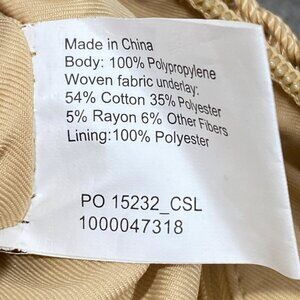 Made in China
Body: 100% Polypropylene
Woven fabric underlay:
54% Cotton 35% Polyester
5% Rayon 6% Other Fibers
Lining:100% Polyester
PO 15232_CSL
1000047318